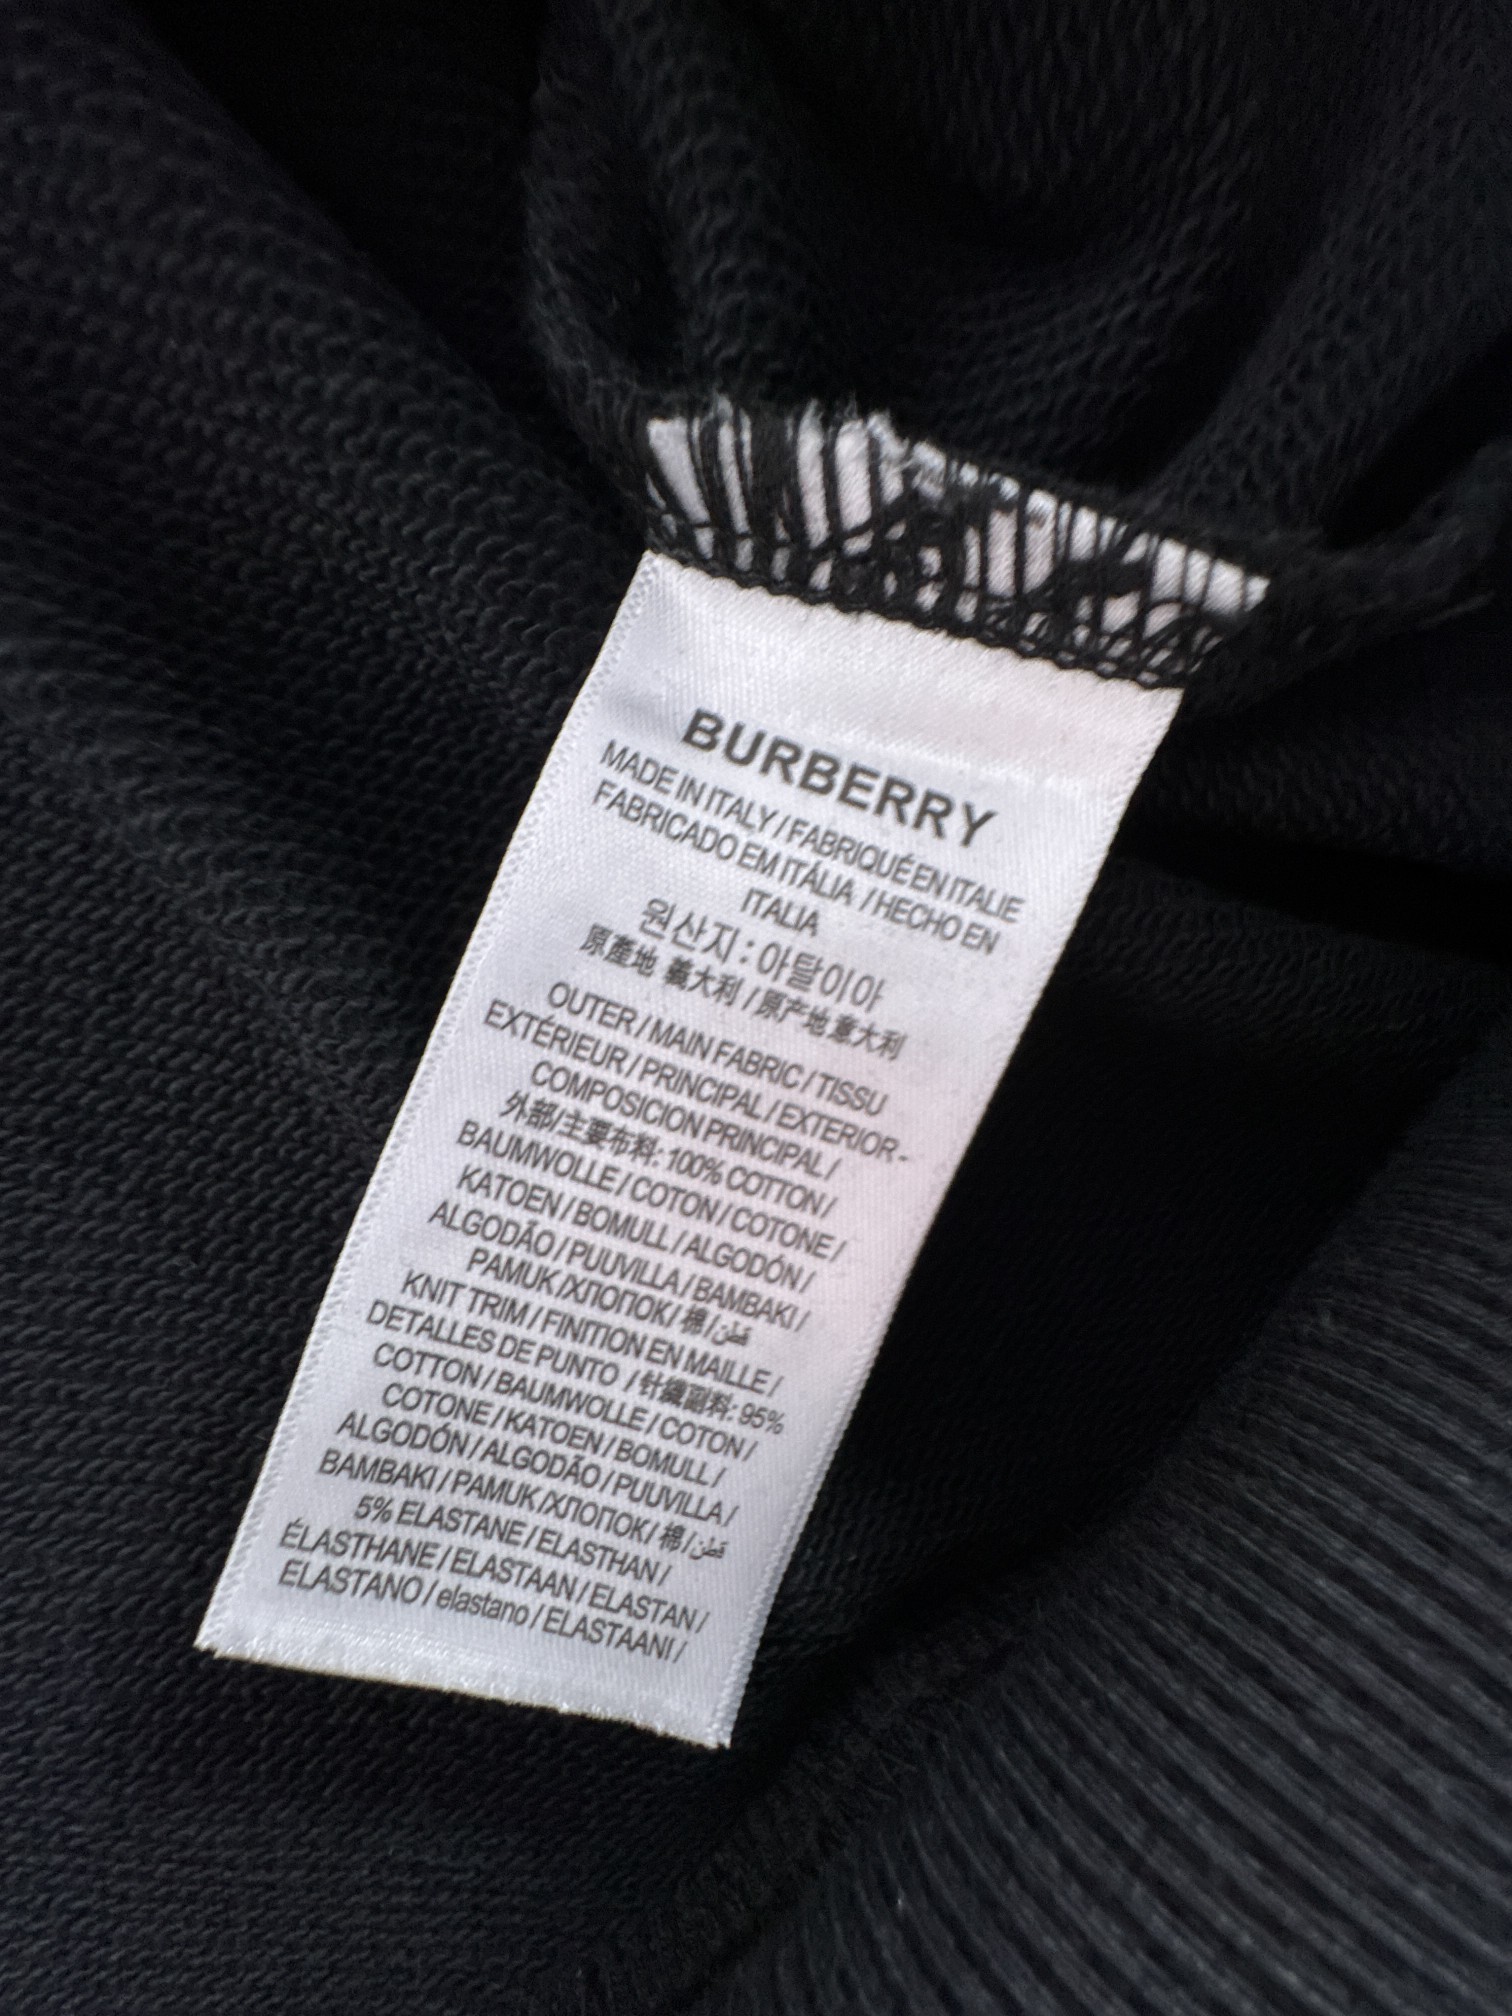 BURBERRY
MADE IN ITALY / FABRIQUÉ EN ITALIE
FABRICADO EM ITÁLIA / HECHO EN
ITALIA
원산지 : 아탈이아
原產地 義大利 / 原产地意大利
OUTER / MAIN FABRIC / TISSU
EXTÉRIEUR / PRINCIPAL / EXTERIOR -
COMPOSICION PRINCIPAL /
外部/主要布料: 100% COTTON /
BAUMWOLLE / COTON / COTONE /
KATOEN / BOMULL / ALGODÓN /
ALGODÃO / PUUVILLA / BAMBAKI /
PAMUK / ХЛОПОК / 棉 / قطن
KNIT TRIM / FINITION EN MAILLE /
DETALLES DE PUNTO / 针织副料: 95%
COTTON / BAUMWOLLE / COTON /
COTONE / KATOEN / BOMULL /
ALGODÓN / ALGODÃO / PUUVILLA /
BAMBAKI / PAMUK / ХЛОПОК / 棉 / قطن
5% ELASTANE / ELASTHAN /
ÉLASTHANE / ELASTAAN / ELASTAN /
ELASTANO / elastano / ELASTAANI /